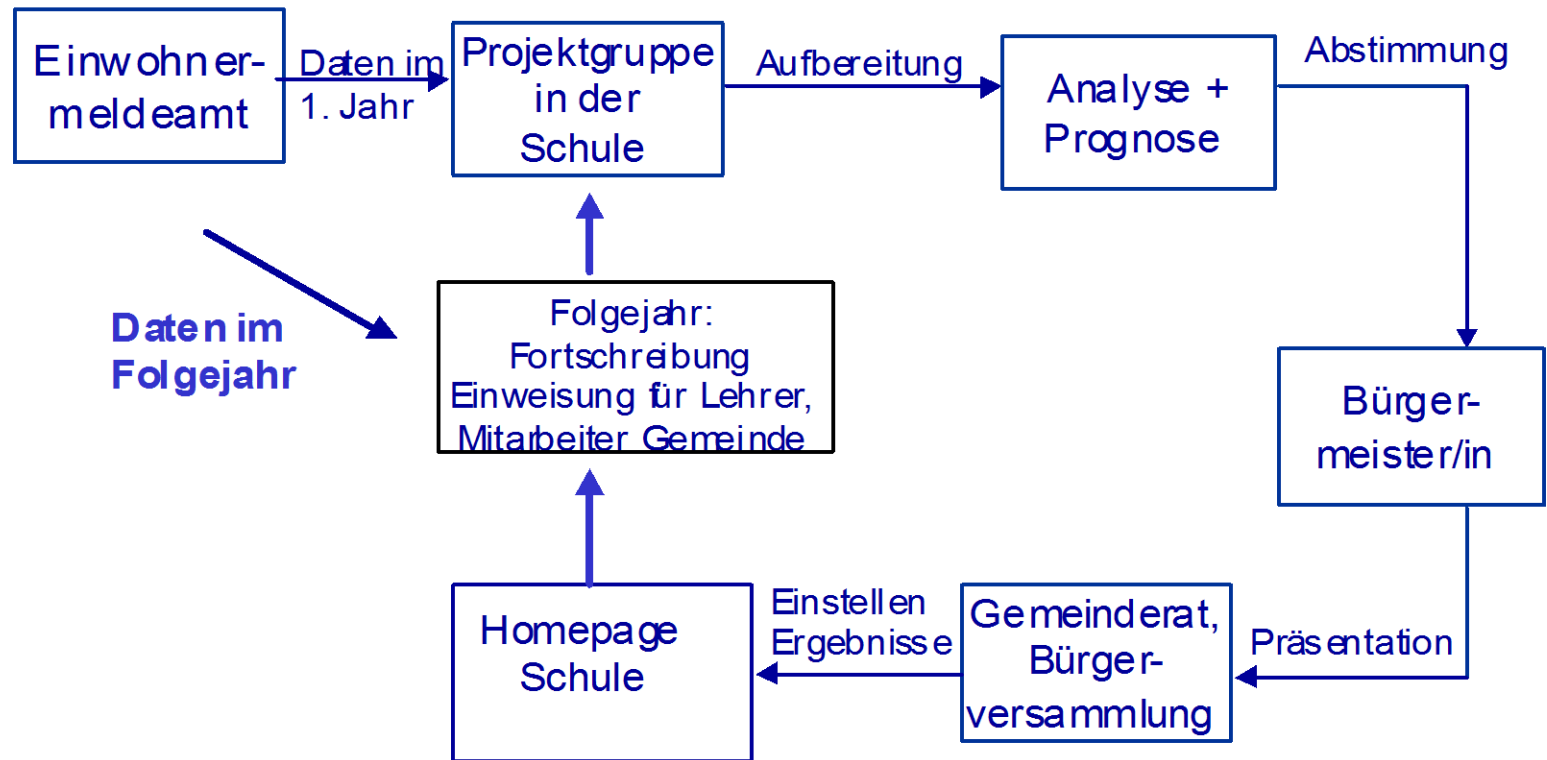 Einwohner-
meldeamt
Daten im
1. Jahr
Projektgruppe
in der
Schule
Aufbereitung
Analyse +
Prognose
Abstimmung
Daten im
Folgejahr
Folgejahr:
Fortschreibung
Einweisung für Lehrer,
Mitarbeiter Gemeinde
Bürger-
meister/in
Homepage
Schule
Einstellen
Ergebnisse
Gemeinderat,
Bürger-
versammlung
Präsentation